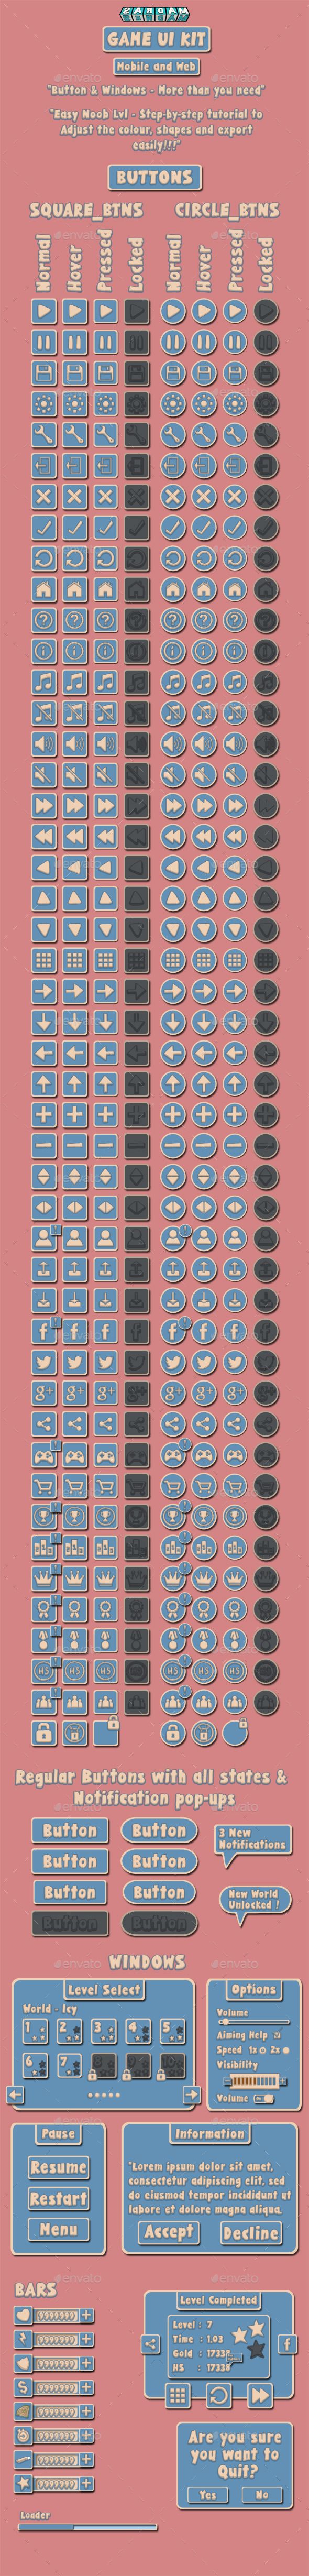 GAME UI KIT
Mobile and Web
"Button & Windows - More than you need"
"Easy Noob Lvl - Step-by-step tutorial to
Adjust the colour, shapes and export
easily!!!"
BUTTONS
SQUARE_BTNS CIRCLE_BTNS
Normal Hover Pressed Locked Normal Hover Pressed Locked
Regular Buttons with all states &
Notification pop-ups
Button Button
3 New
Notifications
Button Button
Button Button
New World
Unlocked !
Button Button
WINDOWS
Level Select
World - Icy
1 2 3 4 5
6 7
Options
Volume
Aiming Help
Speed 1x 2x
Visibility
Volume
Pause
Resume
Restart
Menu
Information
"Lorem ipsum dolor sit amet,
consectetur adipiscing elit, sed
do eiusmod tempor incididunt ut
labore et dolore magna aliqua.
Accept Decline
BARS
Level Completed
Level : 7
Time : 1.03
Gold : 17338
HS : 17338
Are you sure
you want to
Quit?
Yes No
Loader
envato